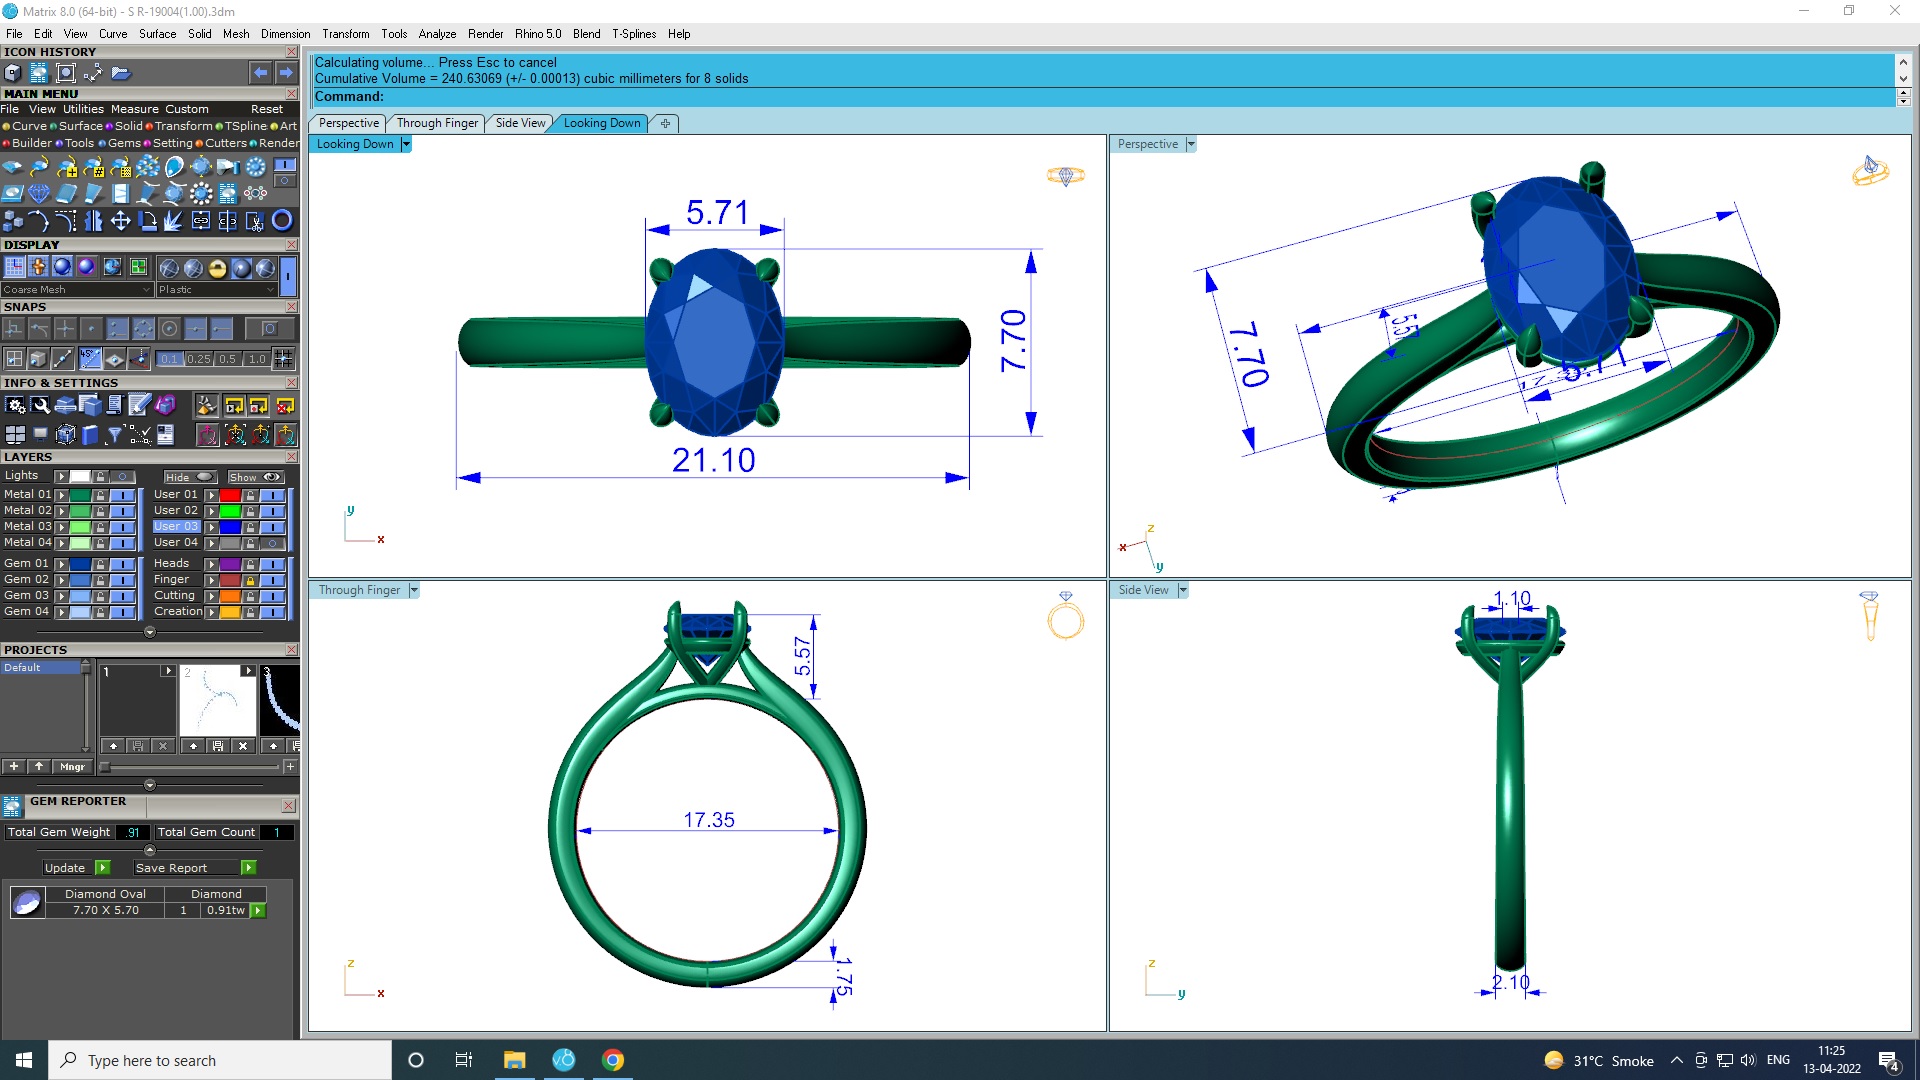 Matrix 8.0 (64-bit) - S R-19004(1.00).3dm
File Edit View Curve Surface Solid Mesh Dimension Transform Tools Analyze Render Rhino 5.0 Blend T-Splines Help
ICON HISTORY
Calculating volume... Press Esc to cancel
Cumulative Volume = 240.63069 (+/- 0.00013) cubic millimeters for 8 solids
Command:
MAIN MENU
File View Utilities Measure Custom Reset
Curve Surface Solid Transform TSpline Art
Builder Tools Gems Setting Cutters Render
DISPLAY
Coarse Mesh Plastic
SNAPS
45° 0.1 0.25 0.5 1.0
INFO & SETTINGS
LAYERS
Lights Hide Show
Metal 01 User 01
Metal 02 User 02
Metal 03 User 03
Metal 04 User 04
Gem 01 Heads
Gem 02 Finger
Gem 03 Cutting
Gem 04 Creation
PROJECTS
Default 1 2 3
Mngr
GEM REPORTER
Total Gem Weight .91 Total Gem Count 1
Update Save Report
Diamond Oval Diamond
7.70 X 5.70 1 0.91tw
Perspective Through Finger Side View Looking Down
Looking Down
5.71
7.70
21.10
y
x
Perspective
7.70
5.57
5.71
z
x
y
Through Finger
5.57
17.35
1.75
z
x
Side View
1.10
2.10
z
y
Type here to search
31°C Smoke ENG 11:25
13-04-2022 4